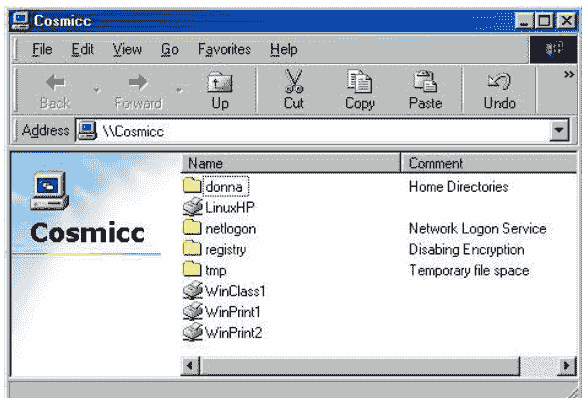 Cosmicc
File Edit View Go Favorites Help
Back Forward Up Cut Copy Paste Undo »
Address \\Cosmicc
Name Comment
Cosmicc
donna Home Directories
LinuxHP
netlogon Network Logon Service
registry Disabing Encryption
tmp Temporary file space
WinClass1
WinPrint1
WinPrint2